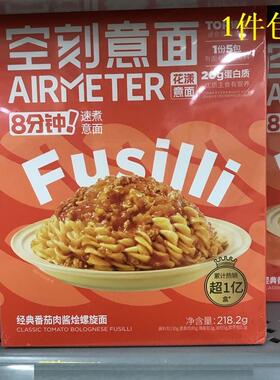 1件包
空刻意面
TOP
AIRMETER
花漾
意面
1份5包
20g蛋白质
8分钟!
速煮
意面
Fusilli
累计热销
超1亿
盒*
经典番茄肉酱烩螺旋面
CLASSIC TOMATO BOLOGNESE FUSILLI
净含量:
218.2g